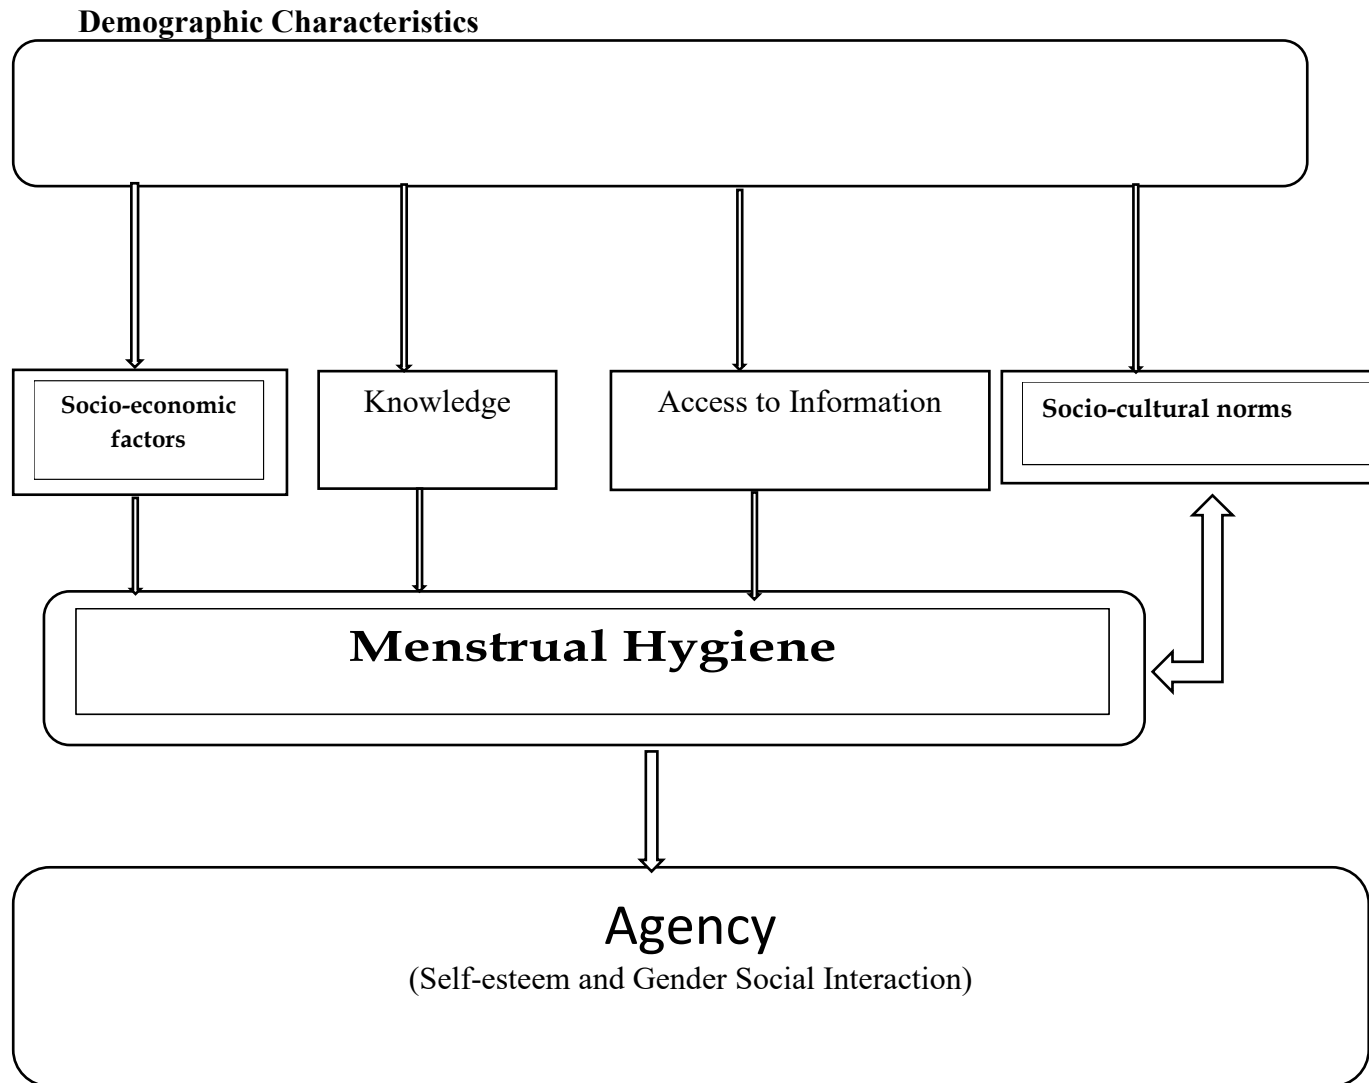 Demographic Characteristics
Socio-economic
factors
Knowledge
Access to Information
Socio-cultural norms
Menstrual Hygiene
Agency
(Self-esteem and Gender Social Interaction)